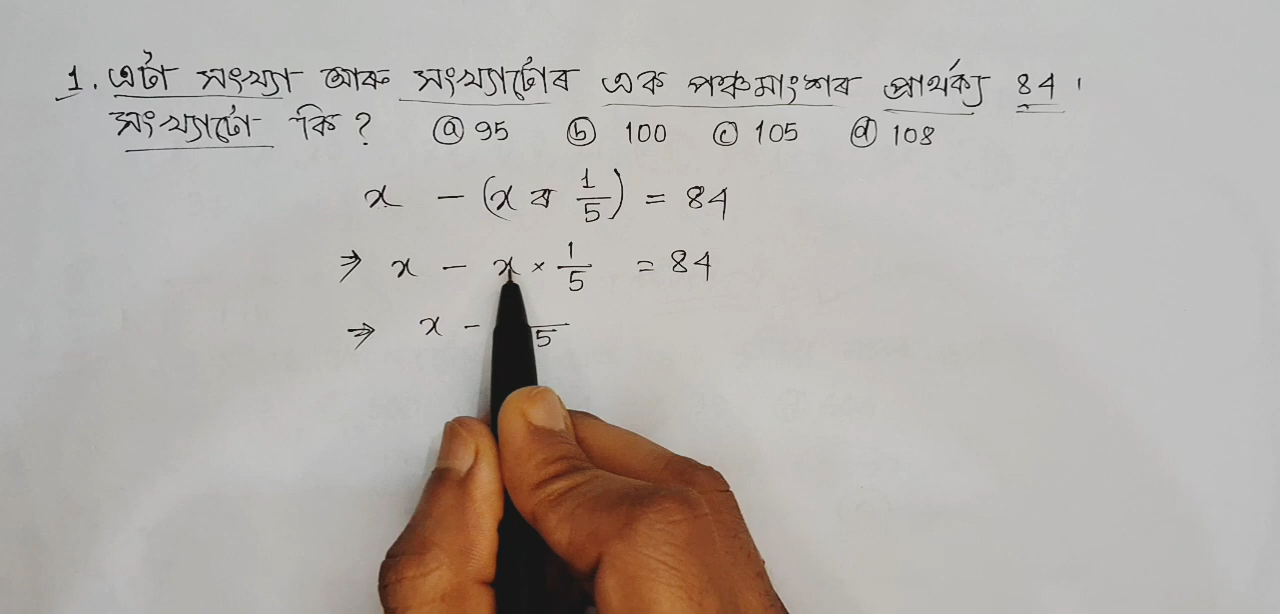 1. এটা সংখ্যা আৰু সংখ্যাটোৰ এক পঞ্চমাংশৰ প্ৰাৰ্থক্য 84।
সংখ্যাটো কি? ⓐ 95 ⓑ 100 ⓒ 105 ⓓ 108
x - (x ৰ 1/5) = 84
⇒ x - x × 1/5 = 84
⇒ x - 5